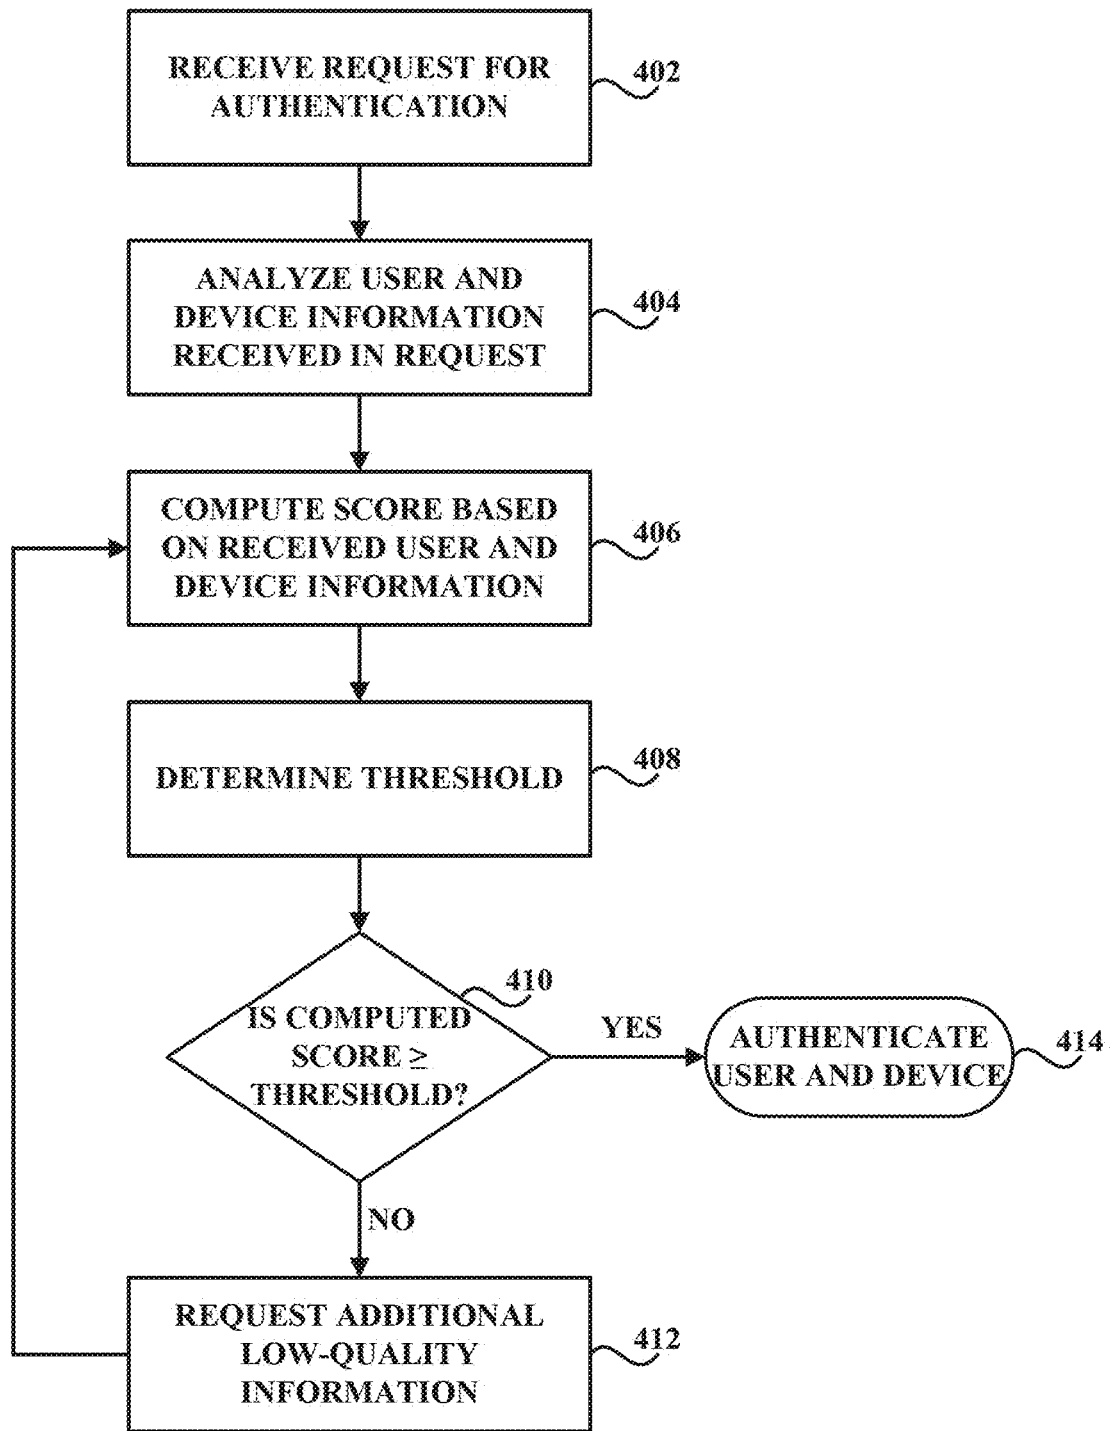 RECEIVE REQUEST FOR
AUTHENTICATION
402
ANALYZE USER AND
DEVICE INFORMATION
RECEIVED IN REQUEST
404
COMPUTE SCORE BASED
ON RECEIVED USER AND
DEVICE INFORMATION
406
DETERMINE THRESHOLD
408
IS COMPUTED
SCORE ≥
THRESHOLD?
410
YES
AUTHENTICATE
USER AND DEVICE
414
NO
REQUEST ADDITIONAL
LOW-QUALITY
INFORMATION
412